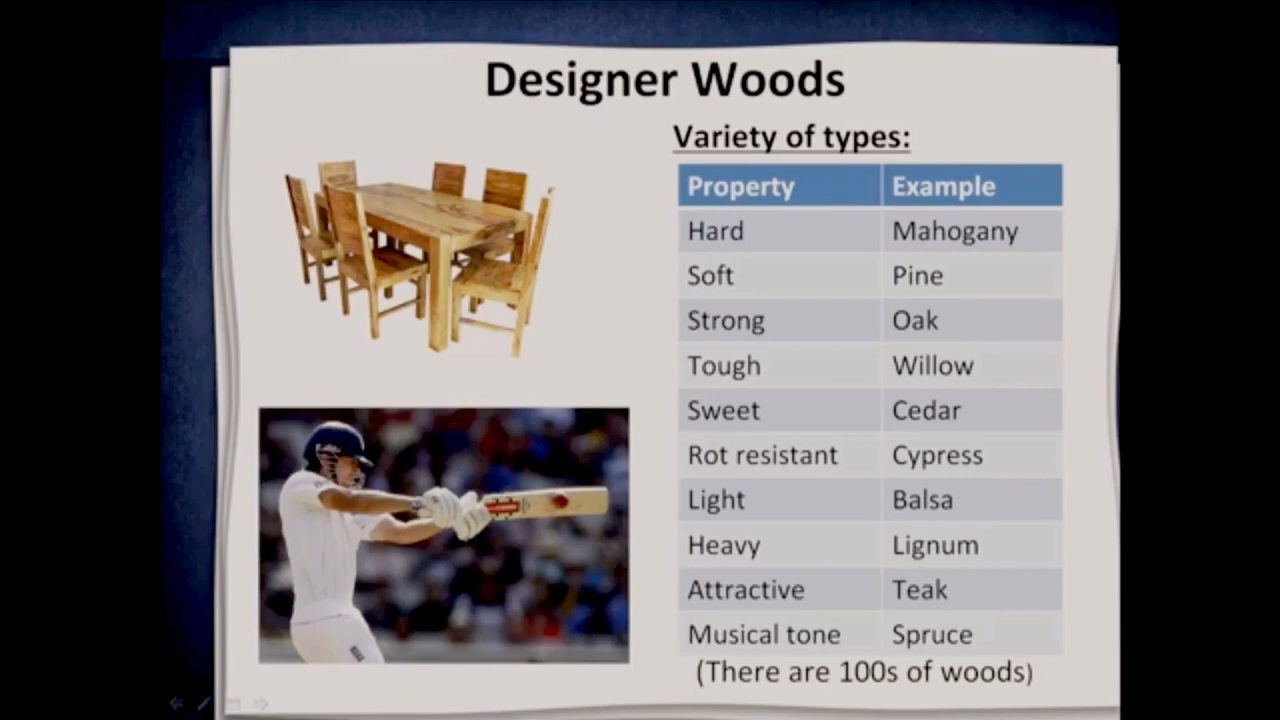 Designer Woods
Variety of types:
Property Example
Hard Mahogany
Soft Pine
Strong Oak
Tough Willow
Sweet Cedar
Rot resistant Cypress
Light Balsa
Heavy Lignum
Attractive Teak
Musical tone Spruce
(There are 100s of woods)